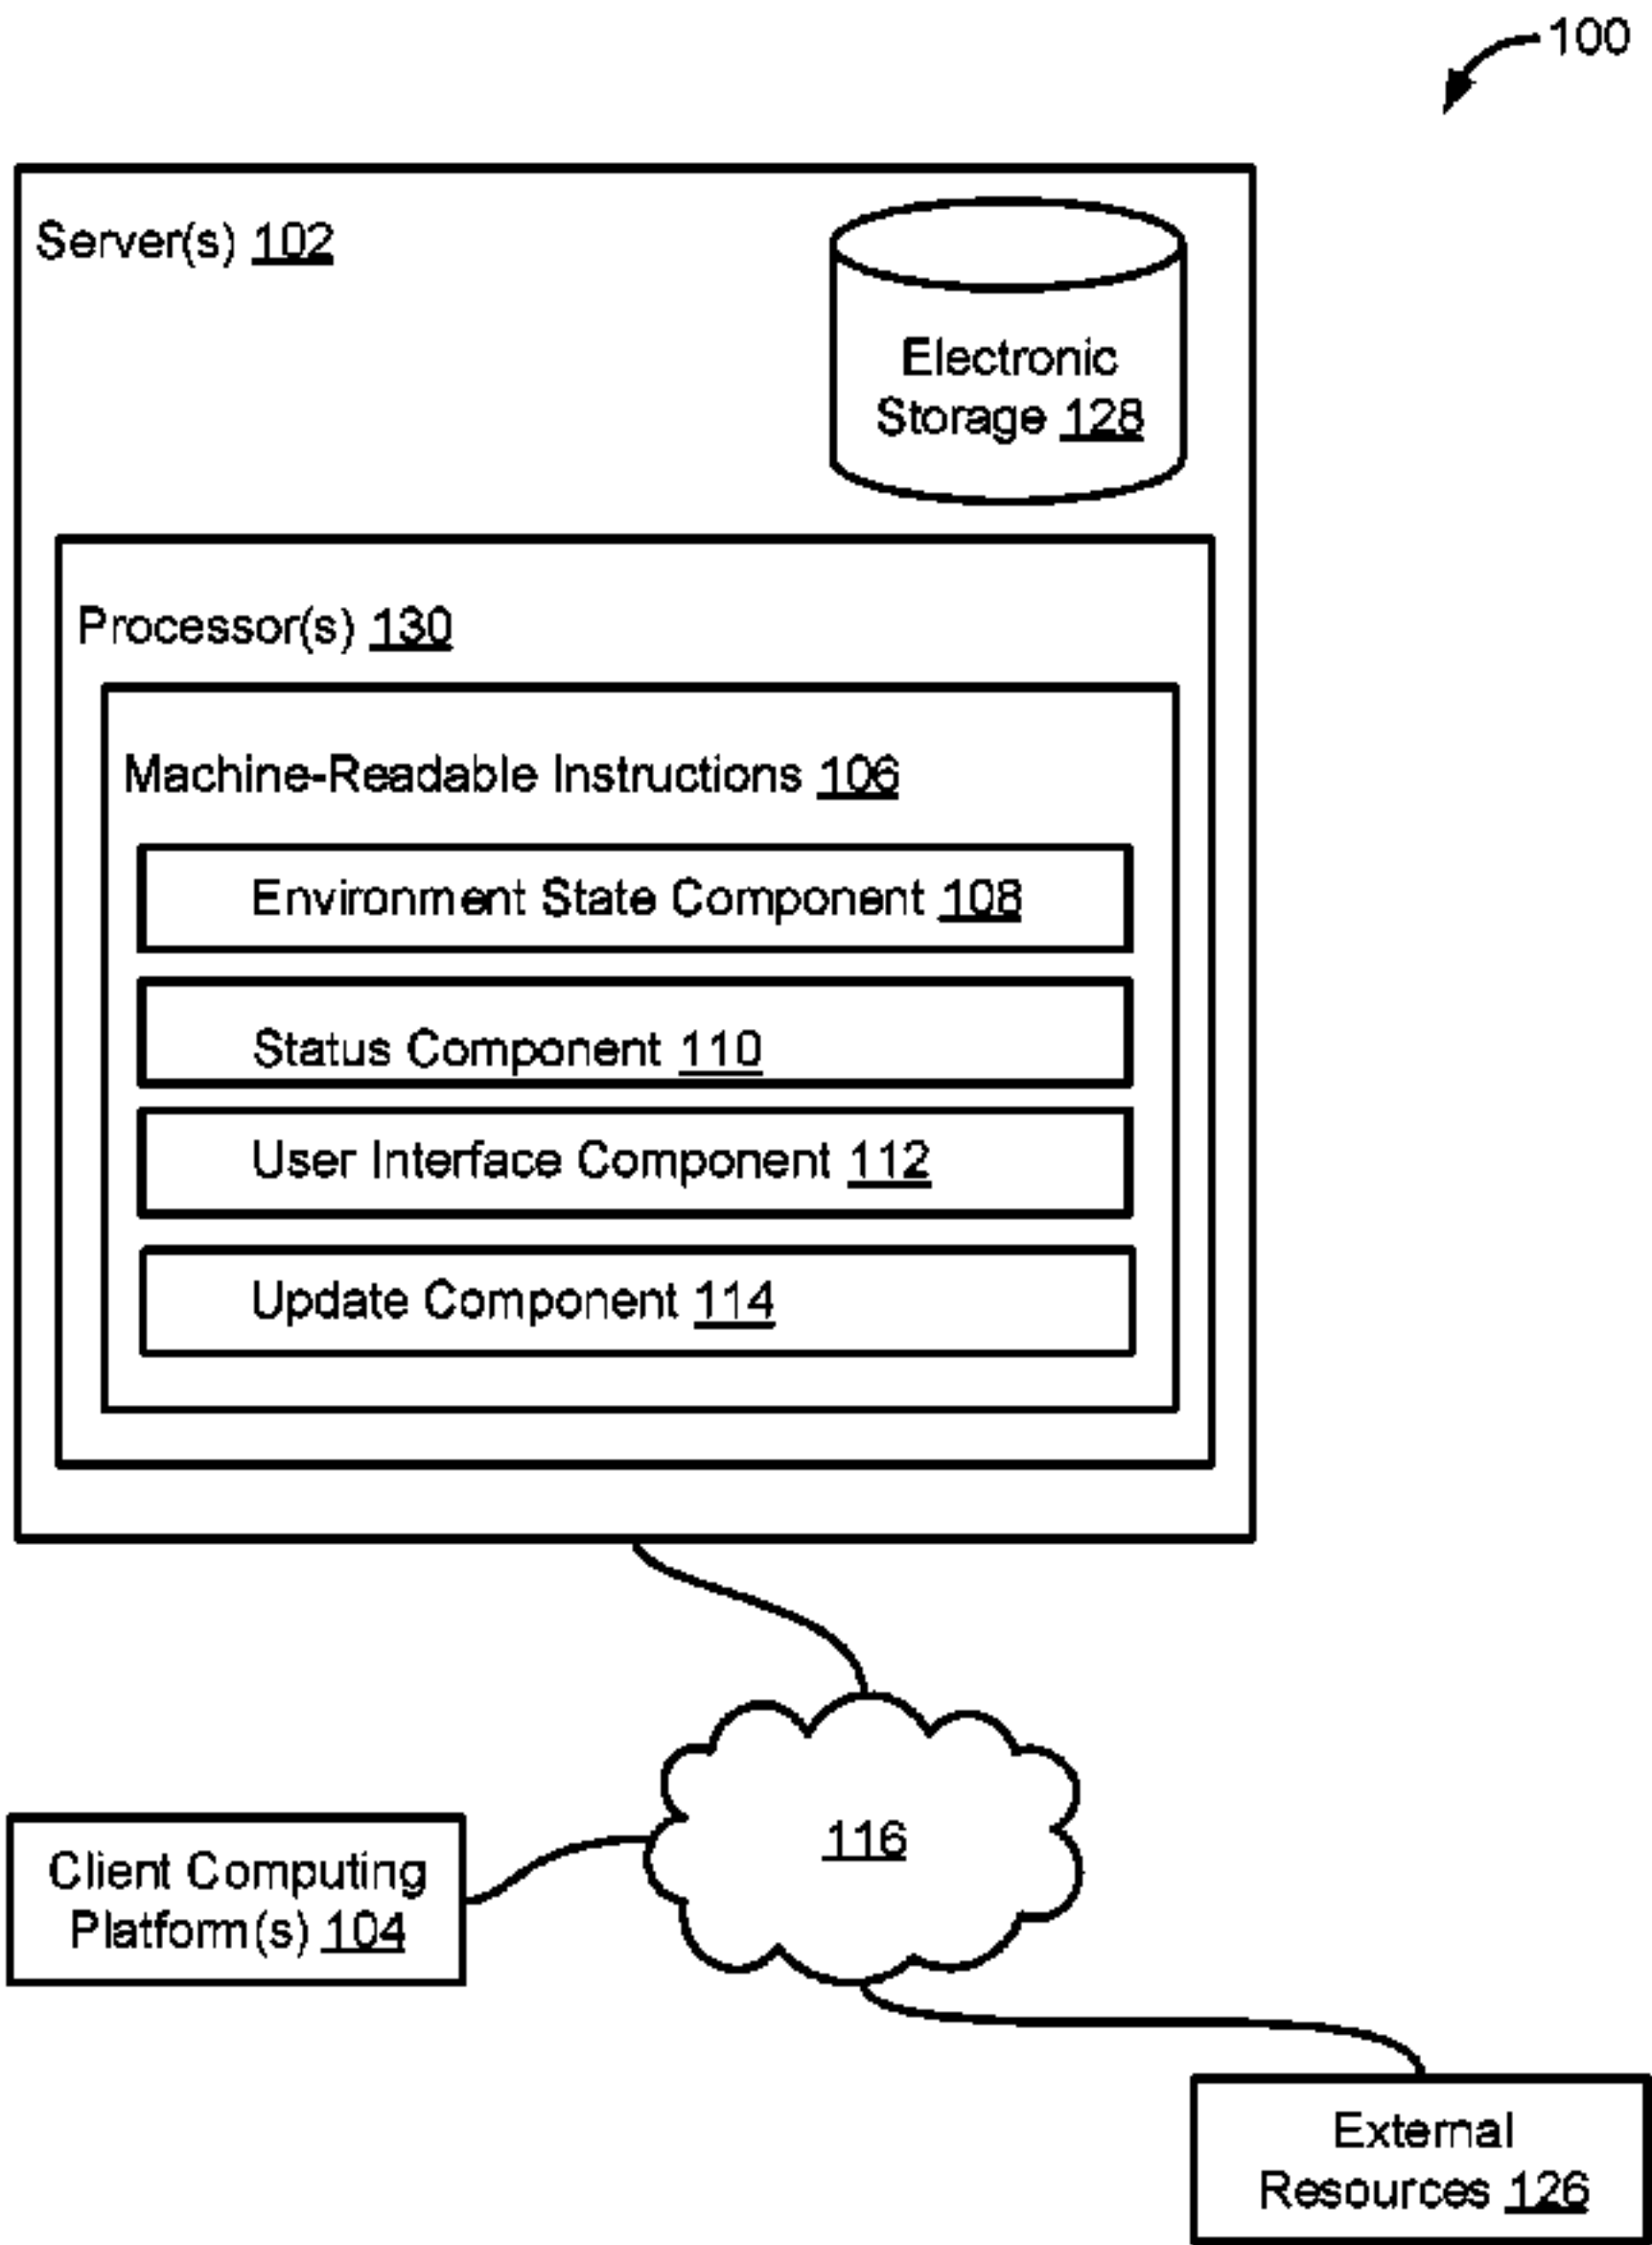 100
Server(s) 102
Electronic
Storage 128
Processor(s) 130
Machine-Readable Instructions 106
Environment State Component 108
Status Component 110
User Interface Component 112
Update Component 114
116
Client Computing
Platform(s) 104
External
Resources 126